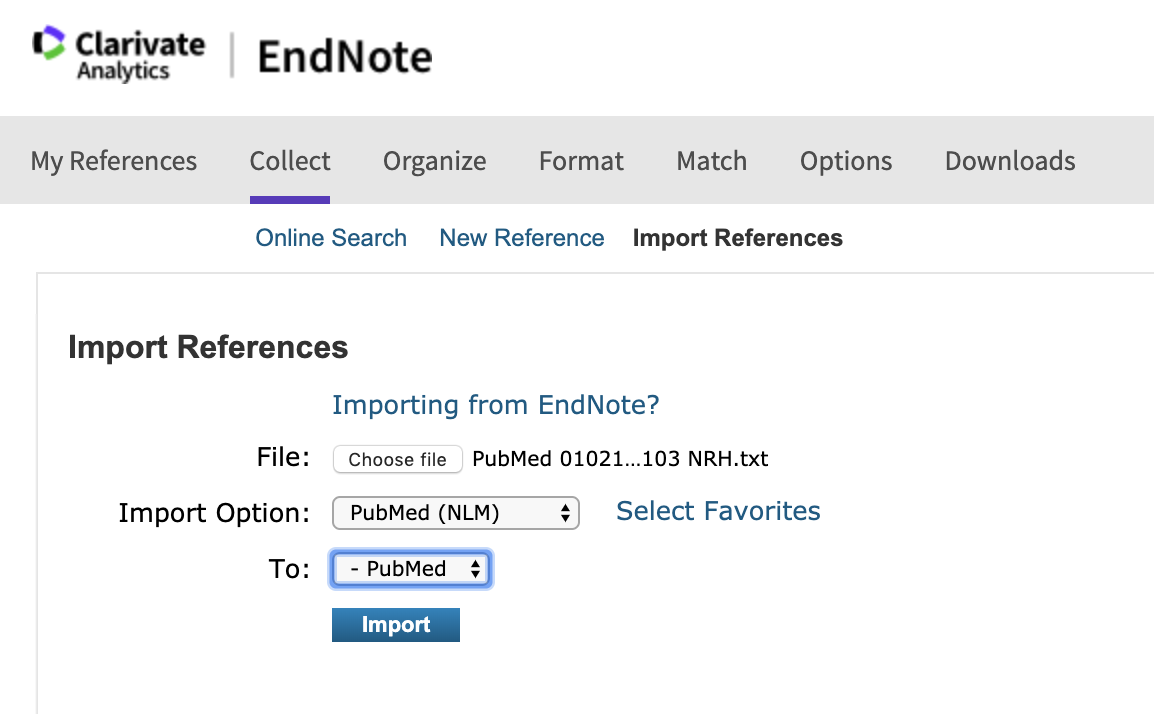 Clarivate
Analytics
EndNote
My References Collect Organize Format Match Options Downloads
Online Search New Reference Import References
Import References
Importing from EndNote?
File: Choose file PubMed 01021...103 NRH.txt
Import Option: PubMed (NLM) Select Favorites
To: - PubMed
Import